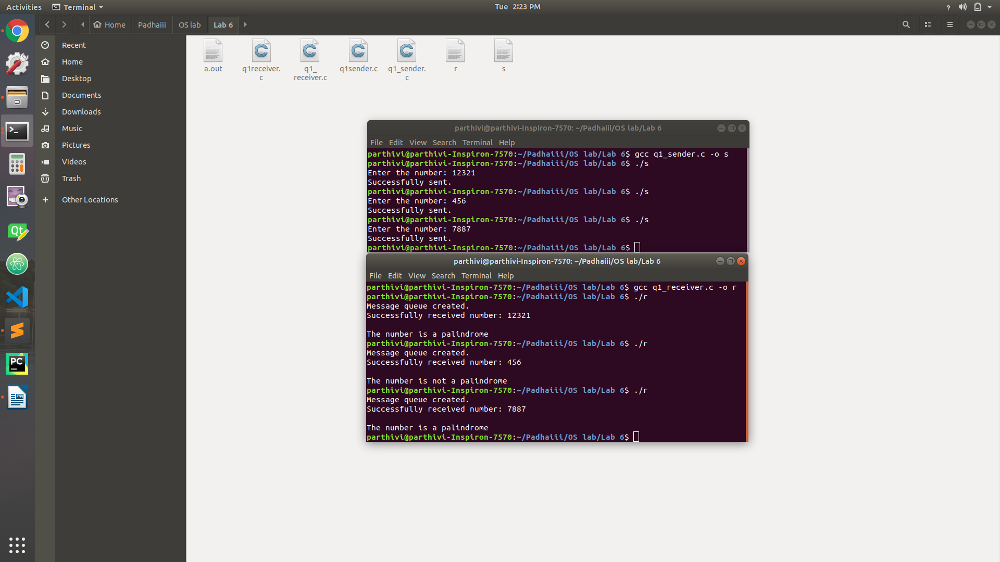 Activities
Terminal
Tue 2:23 PM
?
Home
Padhaiii
OS lab
Lab 6
Recent
Home
Desktop
Documents
Downloads
Music
Pictures
Videos
Trash
Other Locations
a.out
q1receiver.
c
q1_
receiver.c
q1sender.c
q1_sender.
c
r
s
Qt
PC
parthivi@parthivi-Inspiron-7570: ~/Padhaiii/OS lab/Lab 6
File Edit View Search Terminal Help
parthivi@parthivi-Inspiron-7570:~/Padhaiii/OS lab/Lab 6$ gcc q1_sender.c -o s
parthivi@parthivi-Inspiron-7570:~/Padhaiii/OS lab/Lab 6$ ./s
Enter the number: 12321
Successfully sent.
parthivi@parthivi-Inspiron-7570:~/Padhaiii/OS lab/Lab 6$ ./s
Enter the number: 456
Successfully sent.
parthivi@parthivi-Inspiron-7570:~/Padhaiii/OS lab/Lab 6$ ./s
Enter the number: 7887
Successfully sent.
parthivi@parthivi-Inspiron-7570:~/Padhaiii/OS lab/Lab 6$
parthivi@parthivi-Inspiron-7570: ~/Padhaiii/OS lab/Lab 6
File Edit View Search Terminal Help
parthivi@parthivi-Inspiron-7570:~/Padhaiii/OS lab/Lab 6$ gcc q1_receiver.c -o r
parthivi@parthivi-Inspiron-7570:~/Padhaiii/OS lab/Lab 6$ ./r
Message queue created.
Successfully received number: 12321
The number is a palindrome
parthivi@parthivi-Inspiron-7570:~/Padhaiii/OS lab/Lab 6$ ./r
Message queue created.
Successfully received number: 456
The number is not a palindrome
parthivi@parthivi-Inspiron-7570:~/Padhaiii/OS lab/Lab 6$ ./r
Message queue created.
Successfully received number: 7887
The number is a palindrome
parthivi@parthivi-Inspiron-7570:~/Padhaiii/OS lab/Lab 6$